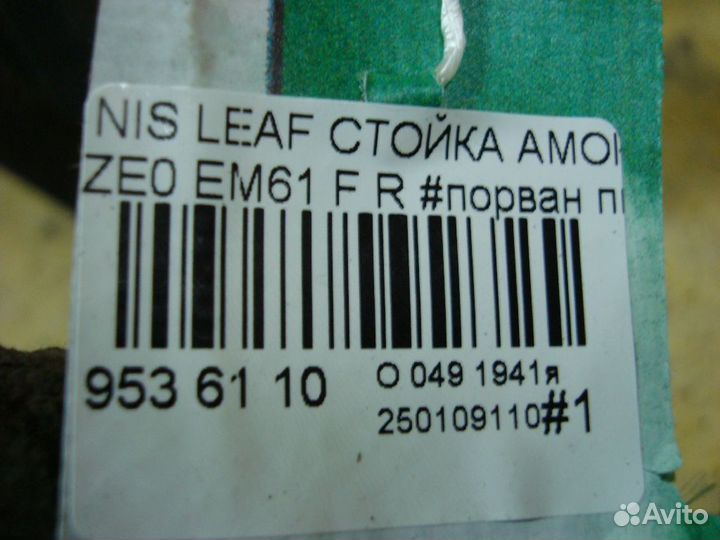 NIS LEAF СТОЙКА АМОР
ZE0 EM61 F R #порван
953 61 10
О 049 1941я
250109110#1
Avito